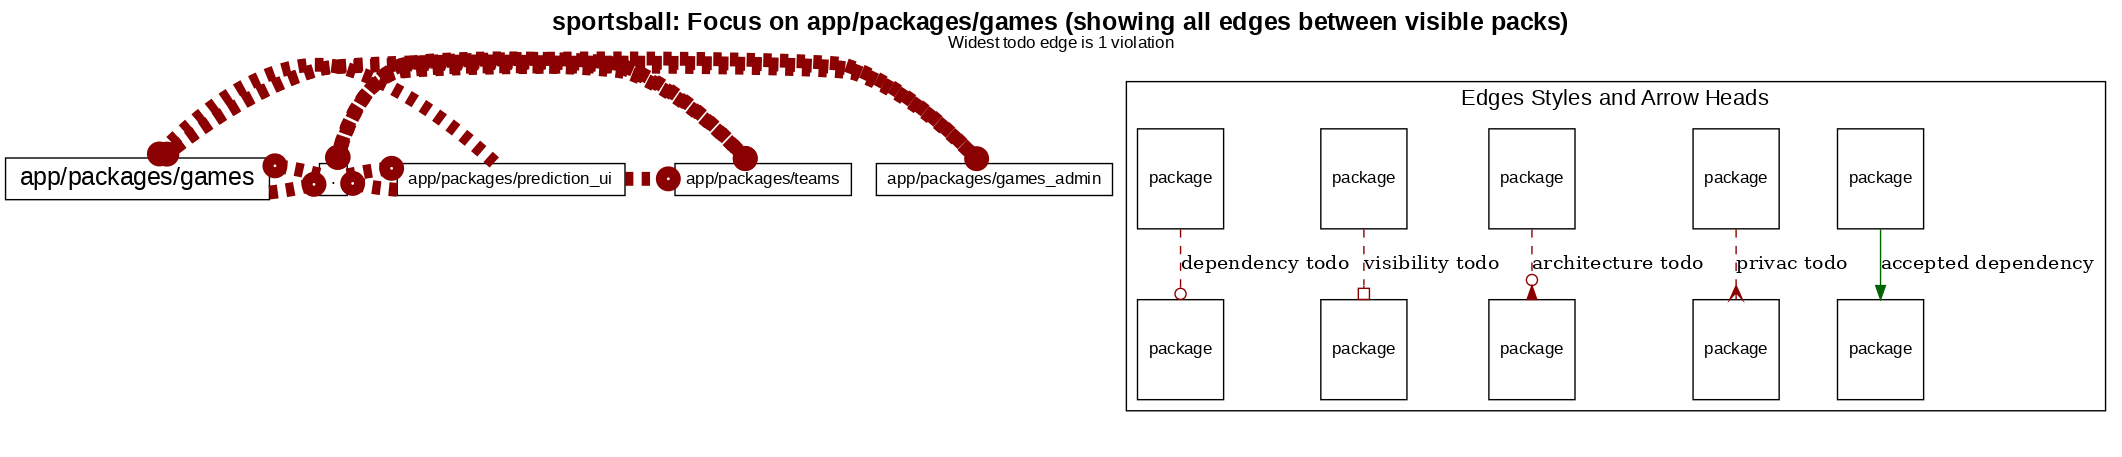 sportsball: Focus on app/packages/games (showing all edges between visible packs)
Widest todo edge is 1 violation
app/packages/games
.
app/packages/prediction_ui
app/packages/teams
app/packages/games_admin
Edges Styles and Arrow Heads
package
package
package
package
package
dependency todo
visibility todo
architecture todo
privac todo
accepted dependency
package
package
package
package
package